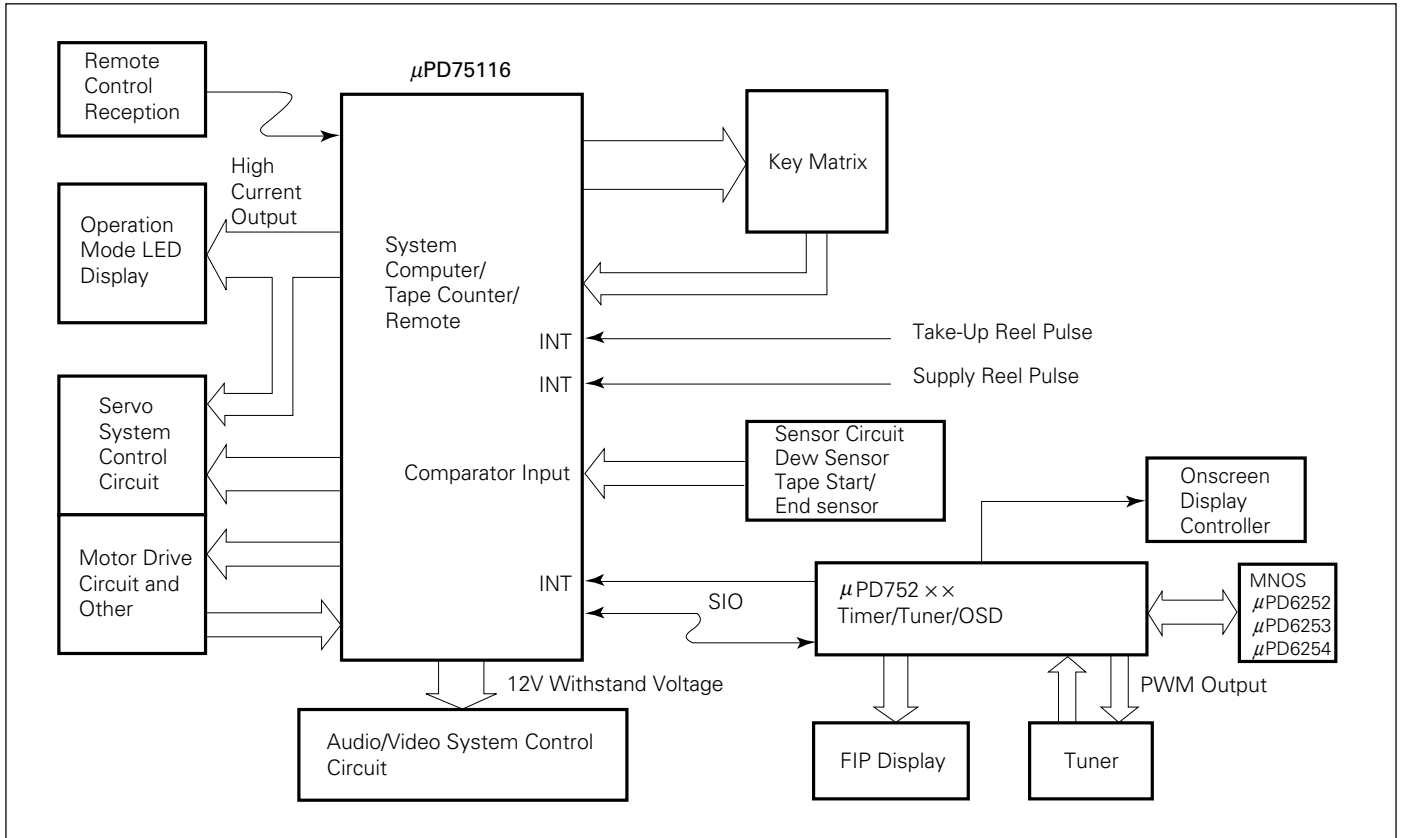 Remote
Control
Reception
μPD75116
High
Current
Output
Operation
Mode LED
Display
System
Computer/
Tape Counter/
Remote
Key Matrix
INT
Take-Up Reel Pulse
INT
Supply Reel Pulse
Servo
System
Control
Circuit
Comparator Input
Sensor Circuit
Dew Sensor
Tape Start/
End sensor
Onscreen
Display
Controller
Motor Drive
Circuit and
Other
INT
SIO
μPD752××
Timer/Tuner/OSD
MNOS
μPD6252
μPD6253
μPD6254
12V Withstand Voltage
PWM Output
Audio/Video System Control
Circuit
FIP Display
Tuner